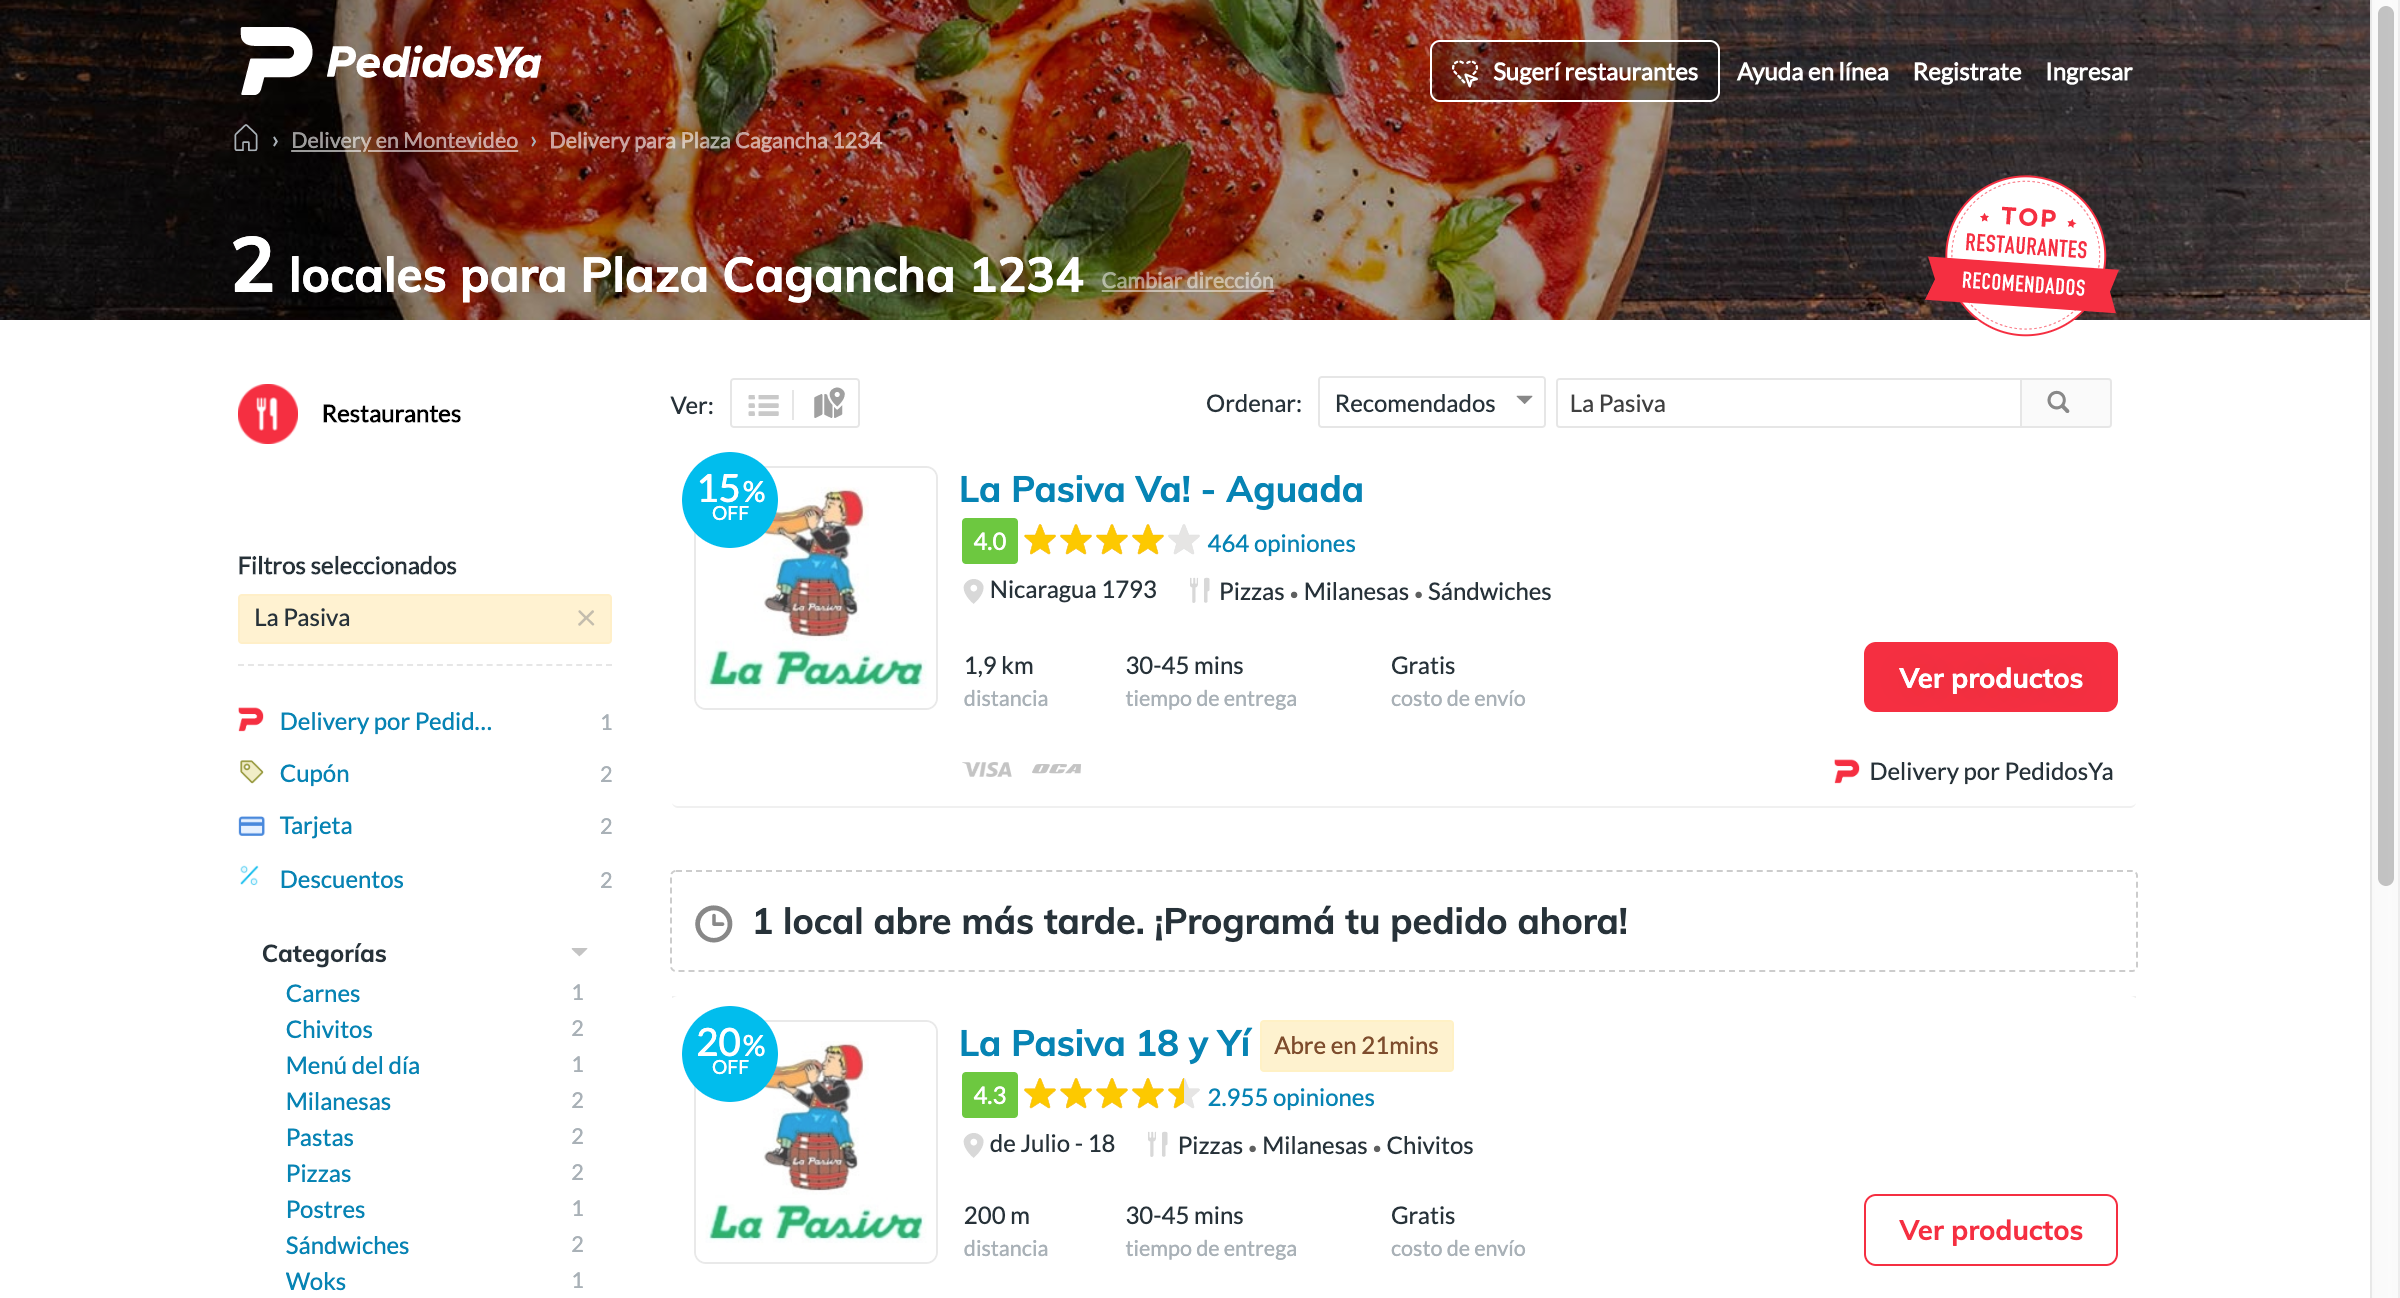 PedidosYa
Sugerí restaurantes
Ayuda en línea
Registrate
Ingresar
› Delivery en Montevideo › Delivery para Plaza Cagancha 1234
TOP
RESTAURANTES
RECOMENDADOS
2 locales para Plaza Cagancha 1234 Cambiar dirección
Restaurantes
Ver:
Ordenar: Recomendados
La Pasiva
Filtros seleccionados
La Pasiva
Delivery por Pedid... 1
Cupón 2
Tarjeta 2
Descuentos 2
Categorías
Carnes 1
Chivitos 2
Menú del día 1
Milanesas 2
Pastas 2
Pizzas 2
Postres 1
Sándwiches 2
Woks 1
15%
OFF
La Pasiva
La Pasiva
La Pasiva Va! - Aguada
4.0 464 opiniones
Nicaragua 1793 Pizzas • Milanesas • Sándwiches
1,9 km 30-45 mins Gratis
distancia tiempo de entrega costo de envío
Ver productos
VISA OCA
Delivery por PedidosYa
1 local abre más tarde. ¡Programá tu pedido ahora!
20%
OFF
La Pasiva
La Pasiva
La Pasiva 18 y Yí Abre en 21mins
4.3 2.955 opiniones
de Julio - 18 Pizzas • Milanesas • Chivitos
200 m 30-45 mins Gratis
distancia tiempo de entrega costo de envío
Ver productos